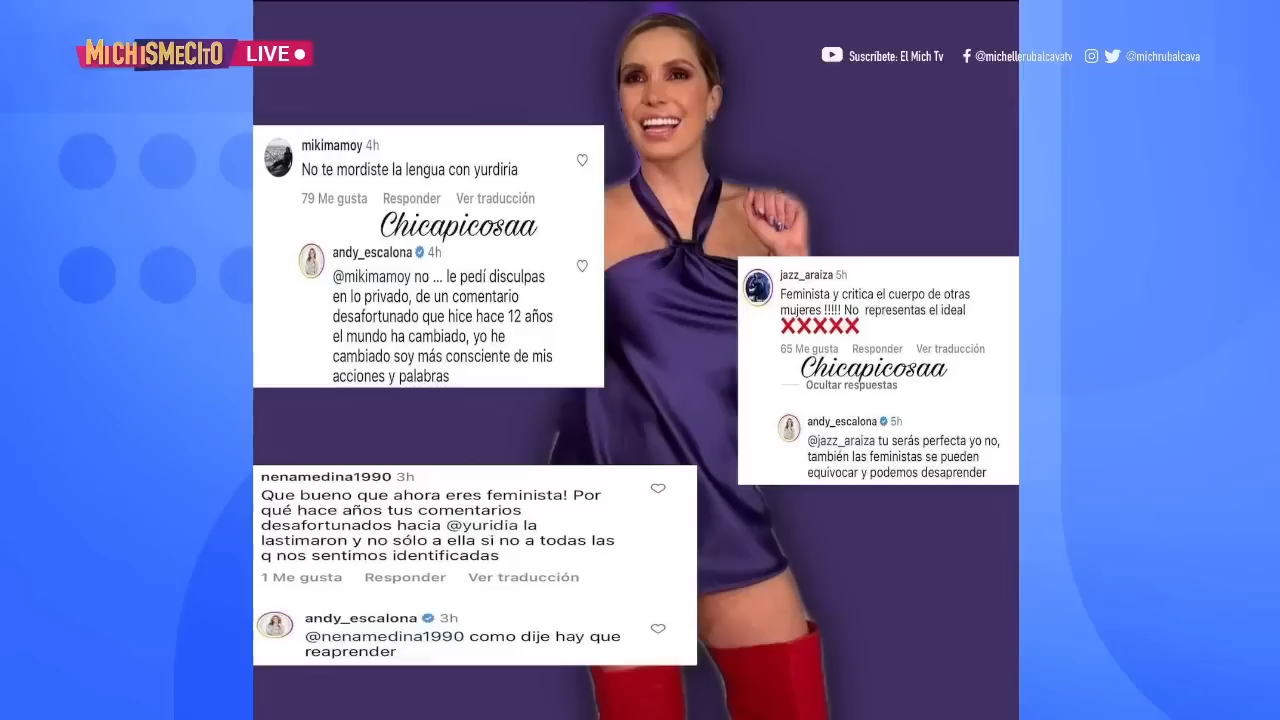 MICHISMECITO LIVE
Suscríbete: El Mich Tv @michellerubalcavatv @michrubalcava
mikimamoy 4h
No te mordiste la lengua con yurdiria
79 Me gusta Responder Ver traducción
Chicapicosaa
andy_escalona 4h
@mikimamoy no ... le pedí disculpas
en lo privado, de un comentario
desafortunado que hice hace 12 años
el mundo ha cambiado, yo he
cambiado soy más consciente de mis
acciones y palabras
jazz_araiza 5h
Feminista y critica el cuerpo de otras
mujeres !!!!! No representas el ideal
❌❌❌❌❌
65 Me gusta Responder Ver traducción
Chicapicosaa
Ocultar respuestas
andy_escalona 5h
@jazz_araiza tu serás perfecta yo no,
también las feministas se pueden
equívocar y podemos desaprender
nenamedina1990 3h
Que bueno que ahora eres feminista! Por
qué hace años tus comentarios
desafortunados hacia @yuridia la
lastimaron y no sólo a ella si no a todas las
q nos sentimos identificadas
1 Me gusta Responder Ver traducción
andy_escalona 3h
@nenamedina1990 como dije hay que
reaprender